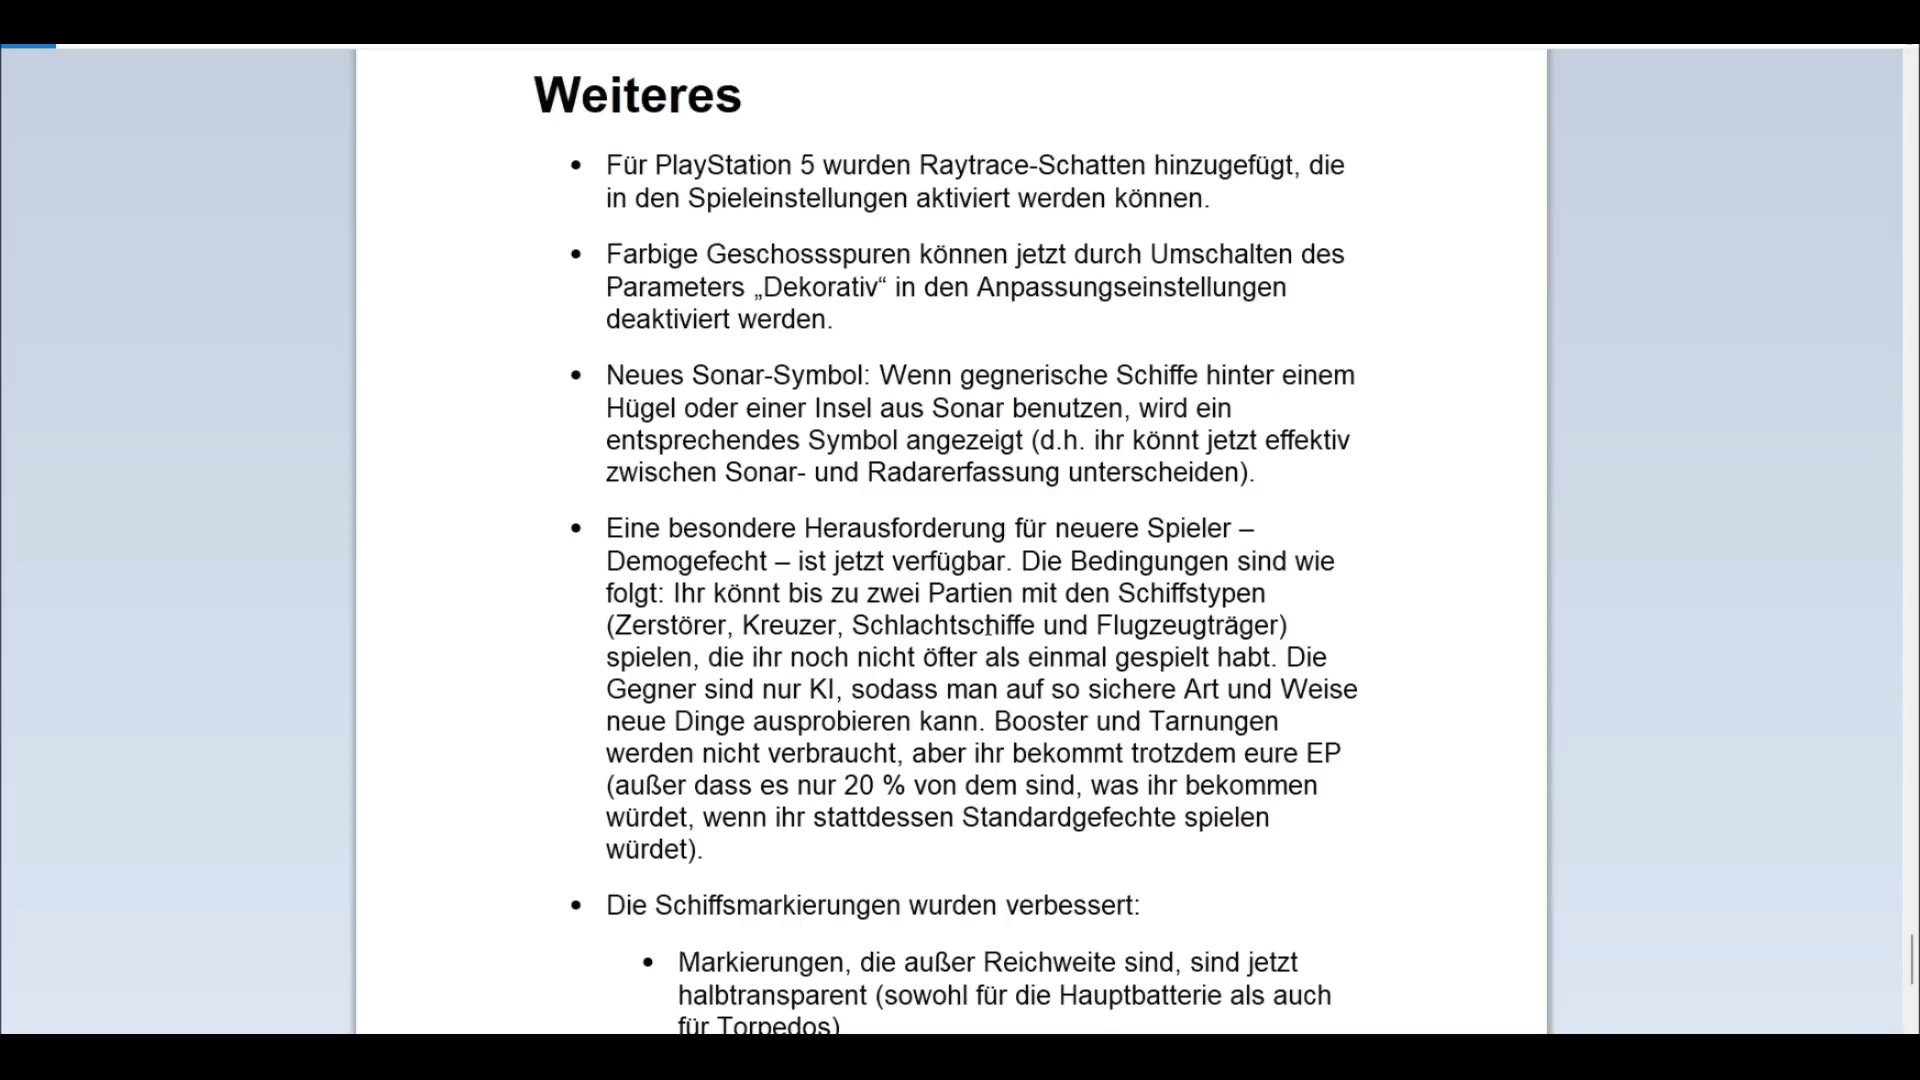 Weiteres
Für PlayStation 5 wurden Raytrace-Schatten hinzugefügt, die
in den Spieleinstellungen aktiviert werden können.
Farbige Geschossspuren können jetzt durch Umschalten des
Parameters „Dekorativ“ in den Anpassungseinstellungen
deaktiviert werden.
Neues Sonar-Symbol: Wenn gegnerische Schiffe hinter einem
Hügel oder einer Insel aus Sonar benutzen, wird ein
entsprechendes Symbol angezeigt (d.h. ihr könnt jetzt effektiv
zwischen Sonar- und Radarerfassung unterscheiden).
Eine besondere Herausforderung für neuere Spieler –
Demogefecht – ist jetzt verfügbar. Die Bedingungen sind wie
folgt: Ihr könnt bis zu zwei Partien mit den Schiffstypen
(Zerstörer, Kreuzer, Schlachtschiffe und Flugzeugträger)
spielen, die ihr noch nicht öfter als einmal gespielt habt. Die
Gegner sind nur KI, sodass man auf so sichere Art und Weise
neue Dinge ausprobieren kann. Booster und Tarnungen
werden nicht verbraucht, aber ihr bekommt trotzdem eure EP
(außer dass es nur 20 % von dem sind, was ihr bekommen
würdet, wenn ihr stattdessen Standardgefechte spielen
würdet).
Die Schiffsmarkierungen wurden verbessert:
Markierungen, die außer Reichweite sind, sind jetzt
halbtransparent (sowohl für die Hauptbatterie als auch
für Torpedos)